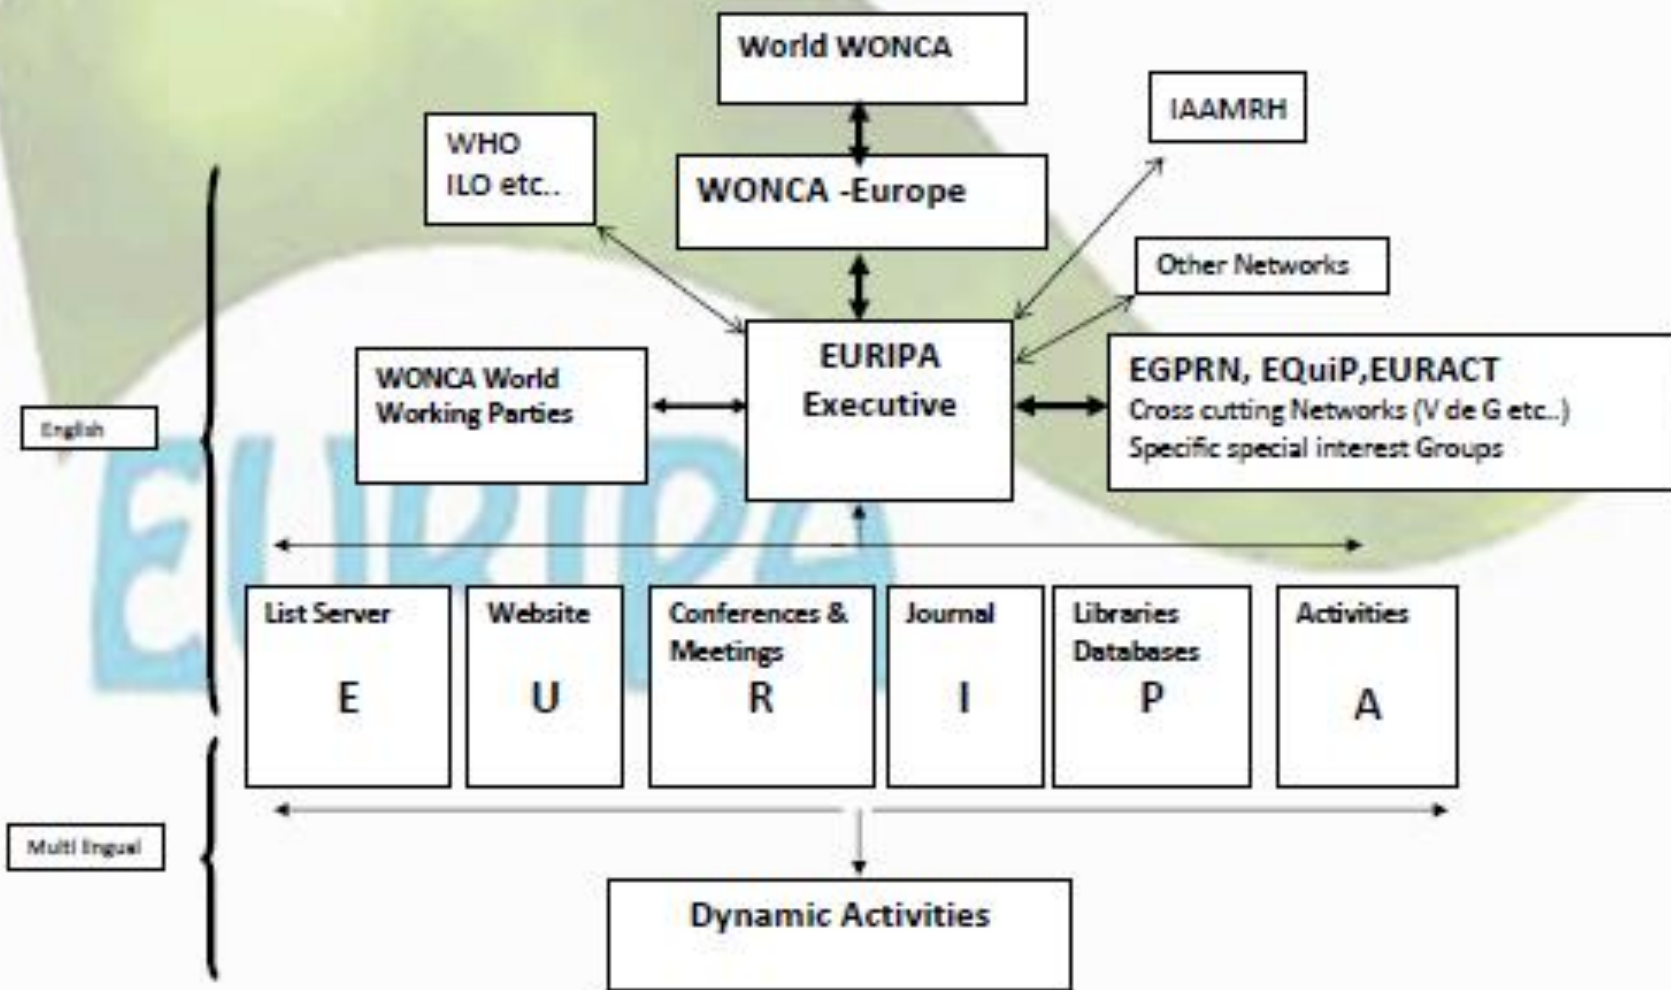 World WONCA
IAAMRH
WHO
ILO etc..
WONCA -Europe
Other Networks
WONCA World
Working Parties
EURIPA
Executive
EGPRN, EQuiP,EURACT
Cross cutting Networks (V de G etc..)
Specific special interest Groups
English
EURIPA
List Server
E
Website
U
Conferences &
Meetings
R
Journal
I
Libraries
Databases
P
Activities
A
Multi lingual
Dynamic Activities